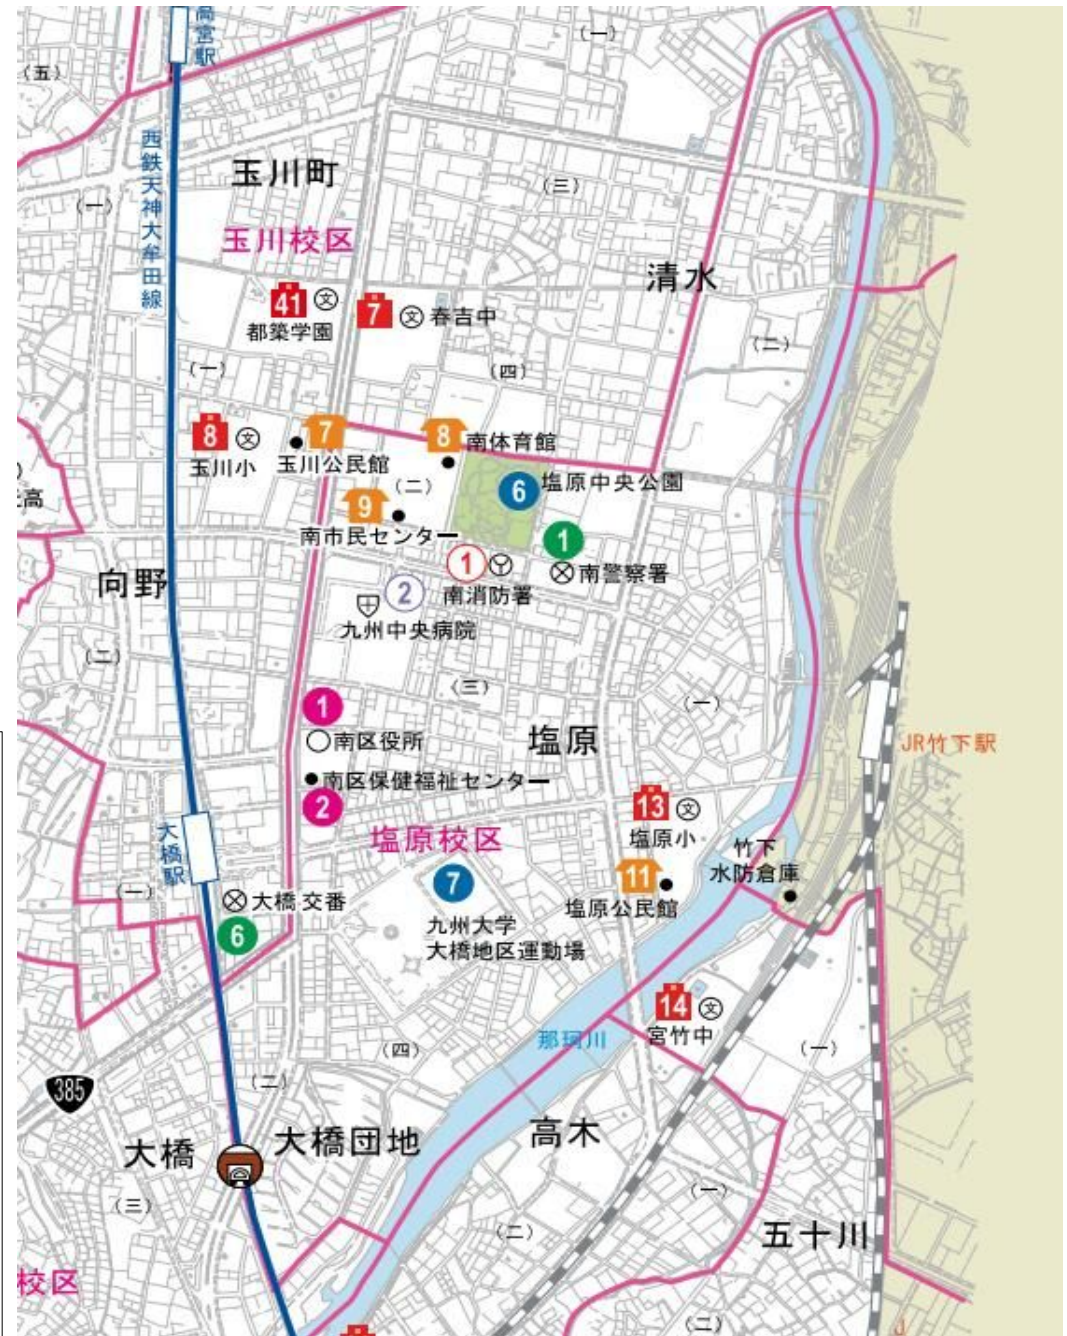 高宮駅
(一)
(五)
西鉄天神大牟田線
玉川町
(三)
(一)
玉川校区
清水
41
都築学園
7
春吉中
(二)
(一)
(四)
8
玉川小
7
玉川公民館
8
南体育館
6
塩原中央公園
上高
(二)
9
南市民センター
1
南消防署
1
南警察署
向野
2
九州中央病院
(二)
(三)
(一)
1
南区役所
塩原
JR竹下駅
南区保健福祉センター
2
13
塩原小
塩原校区
大橋駅
竹下
水防倉庫
(一)
大橋交番
6
7
九州大学
大橋地区運動場
11
塩原公民館
14
宮竹中
那珂川
(四)
(一)
385
(二)
大橋
大橋団地
高木
(三)
(一)
(二)
五十川
校区
(二)